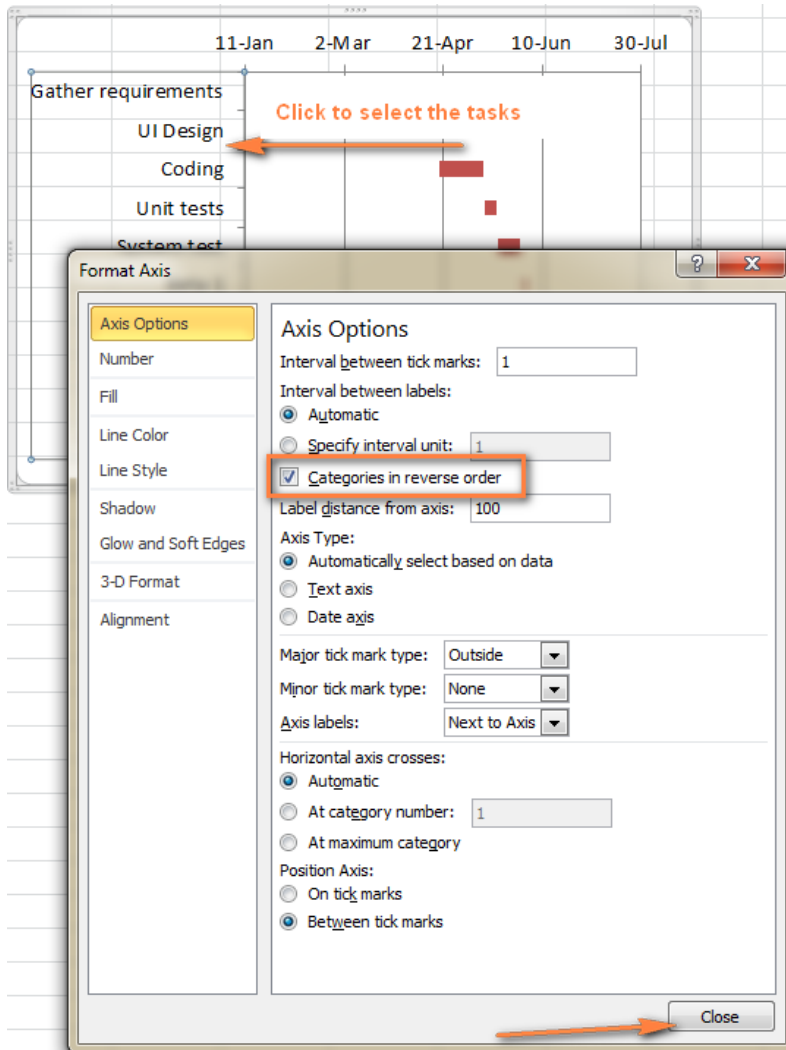 11-Jan 2-Mar 21-Apr 10-Jun 30-Jul
Gather requirements
Click to select the tasks
UI Design
Coding
Unit tests
System test
Format Axis
?
X
Axis Options
Number
Fill
Line Color
Line Style
Shadow
Glow and Soft Edges
3-D Format
Alignment
Axis Options
Interval between tick marks: 1
Interval between labels:
Automatic
Specify interval unit: 1
Categories in reverse order
Label distance from axis: 100
Axis Type:
Automatically select based on data
Text axis
Date axis
Major tick mark type: Outside
Minor tick mark type: None
Axis labels: Next to Axis
Horizontal axis crosses:
Automatic
At category number: 1
At maximum category
Position Axis:
On tick marks
Between tick marks
Close